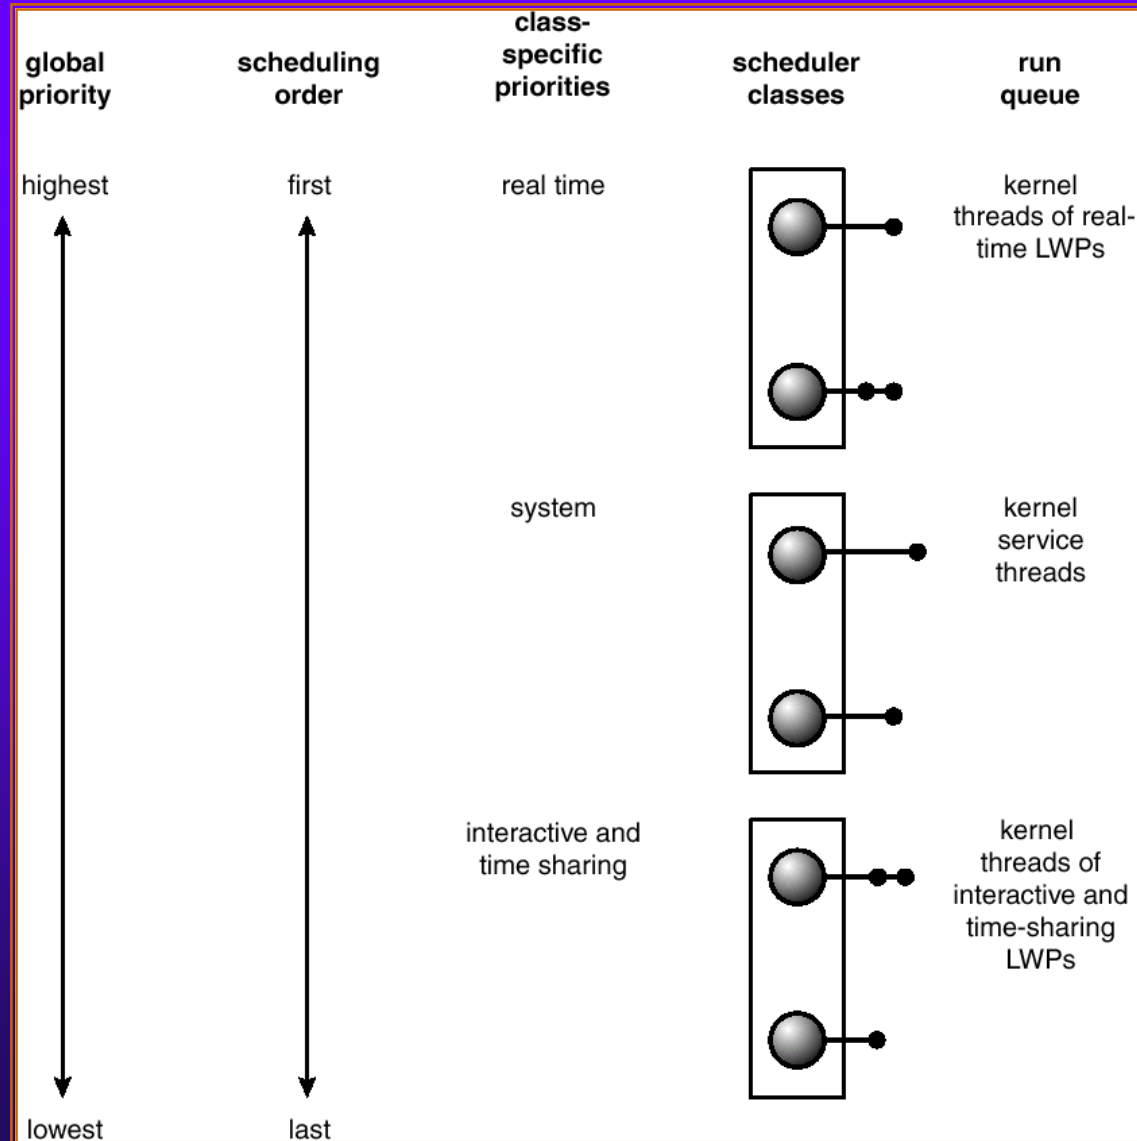 global
priority
scheduling
order
class-
specific
priorities
scheduler
classes
run
queue
highest
first
real time
kernel
threads of real-
time LWPs
system
kernel
service
threads
interactive and
time sharing
kernel
threads of
interactive and
time-sharing
LWPs
lowest
last